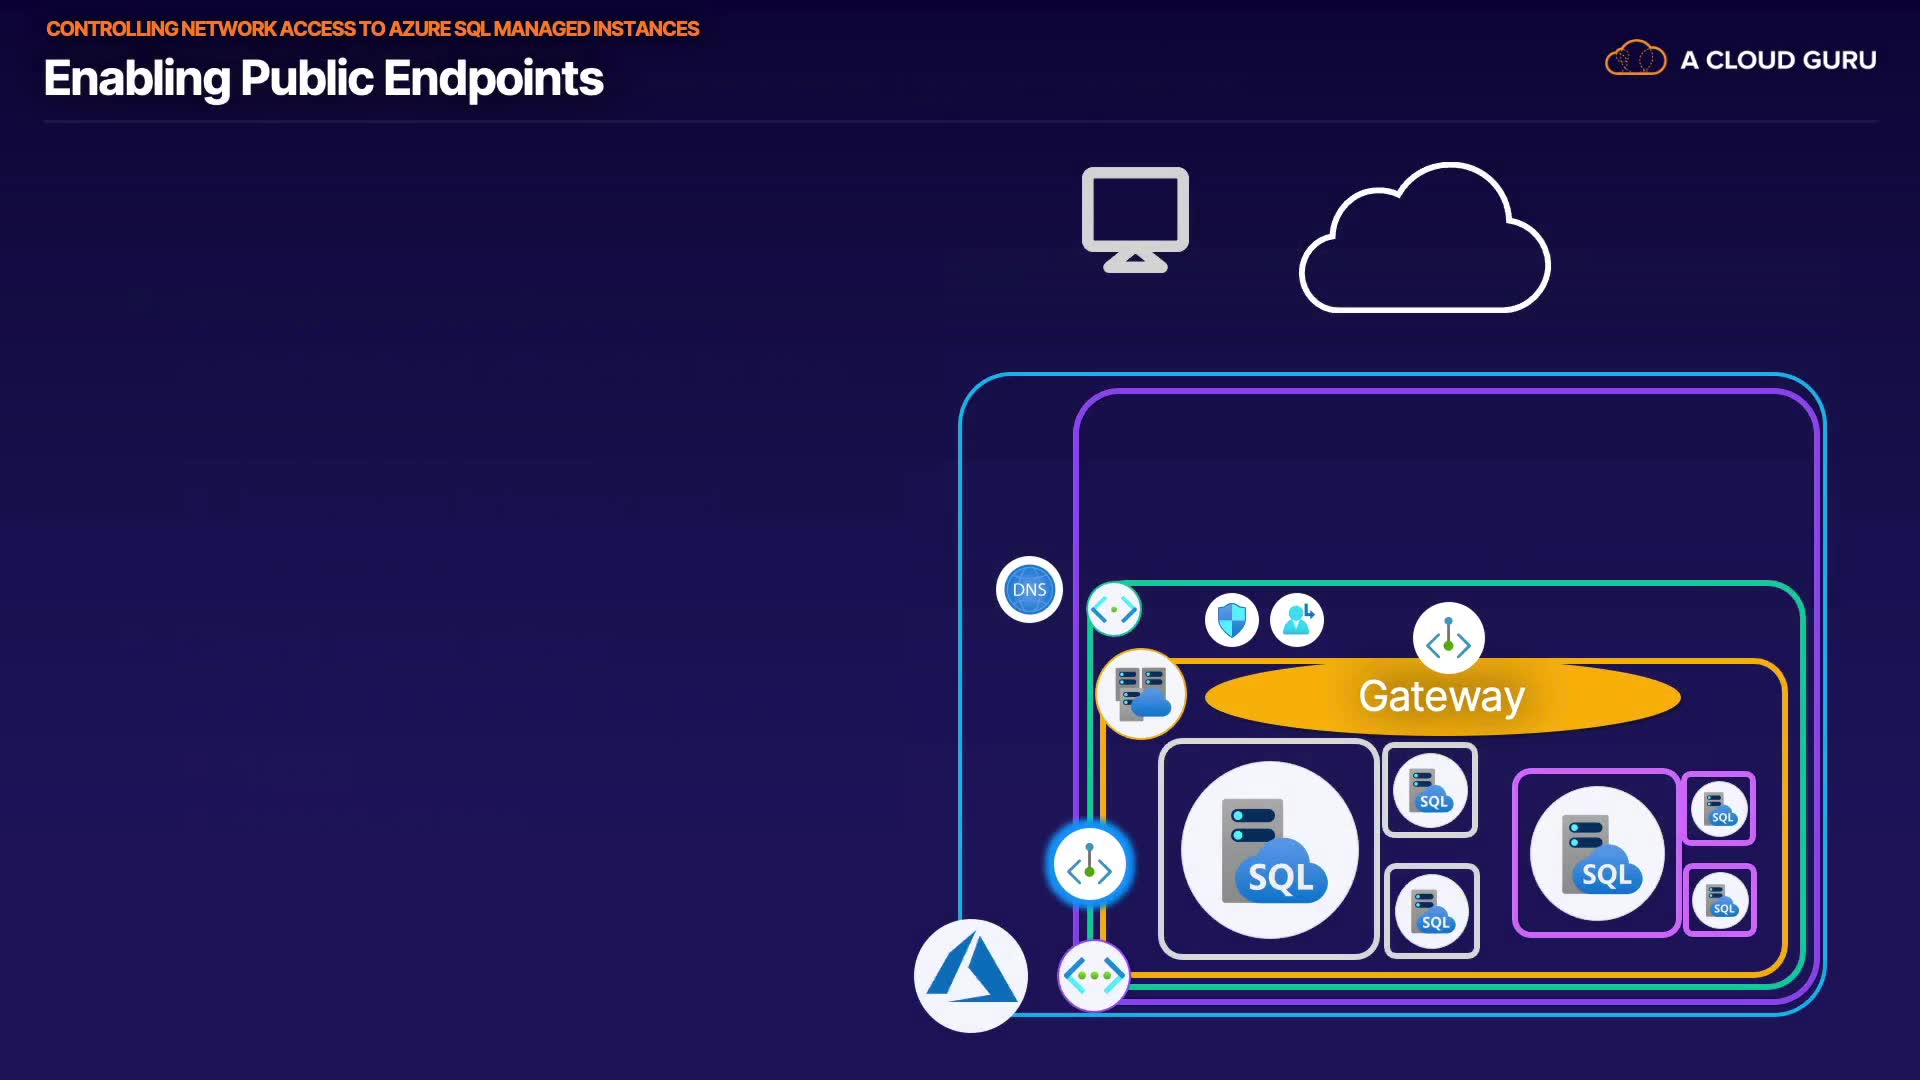 CONTROLLING NETWORK ACCESS TO AZURE SQL MANAGED INSTANCES
Enabling Public Endpoints
A CLOUD GURU
DNS
Gateway
SQL
SQL
SQL
SQL
SQL
SQL